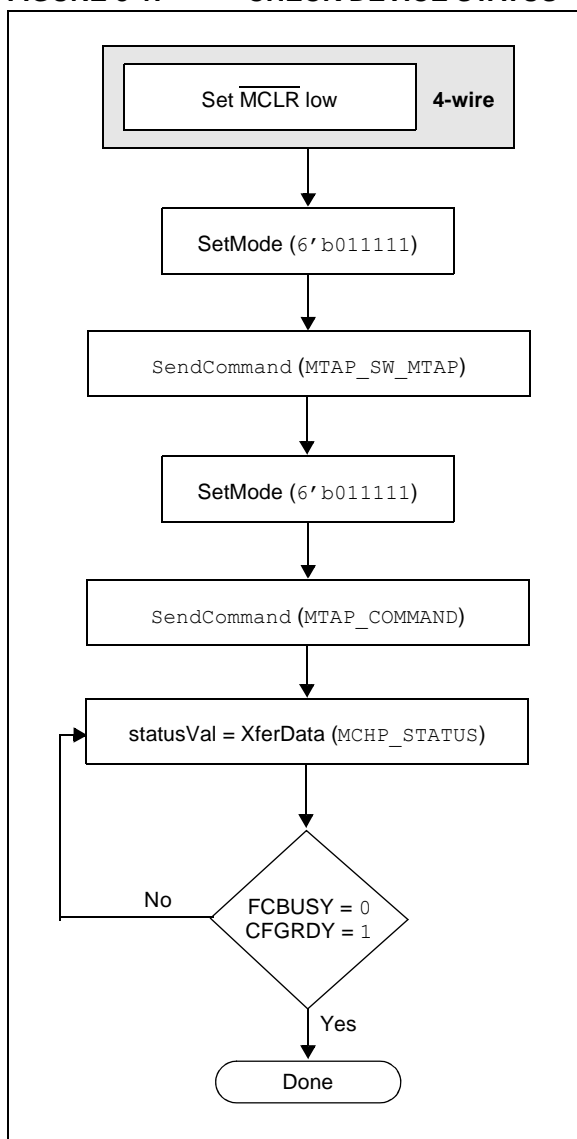 Set MCLR low
4-wire
SetMode (6'b011111)
SendCommand (MTAP_SW_MTAP)
SetMode (6'b011111)
SendCommand (MTAP_COMMAND)
statusVal = XferData (MCHP_STATUS)
No
FCBUSY = 0
CFGRDY = 1
Yes
Done